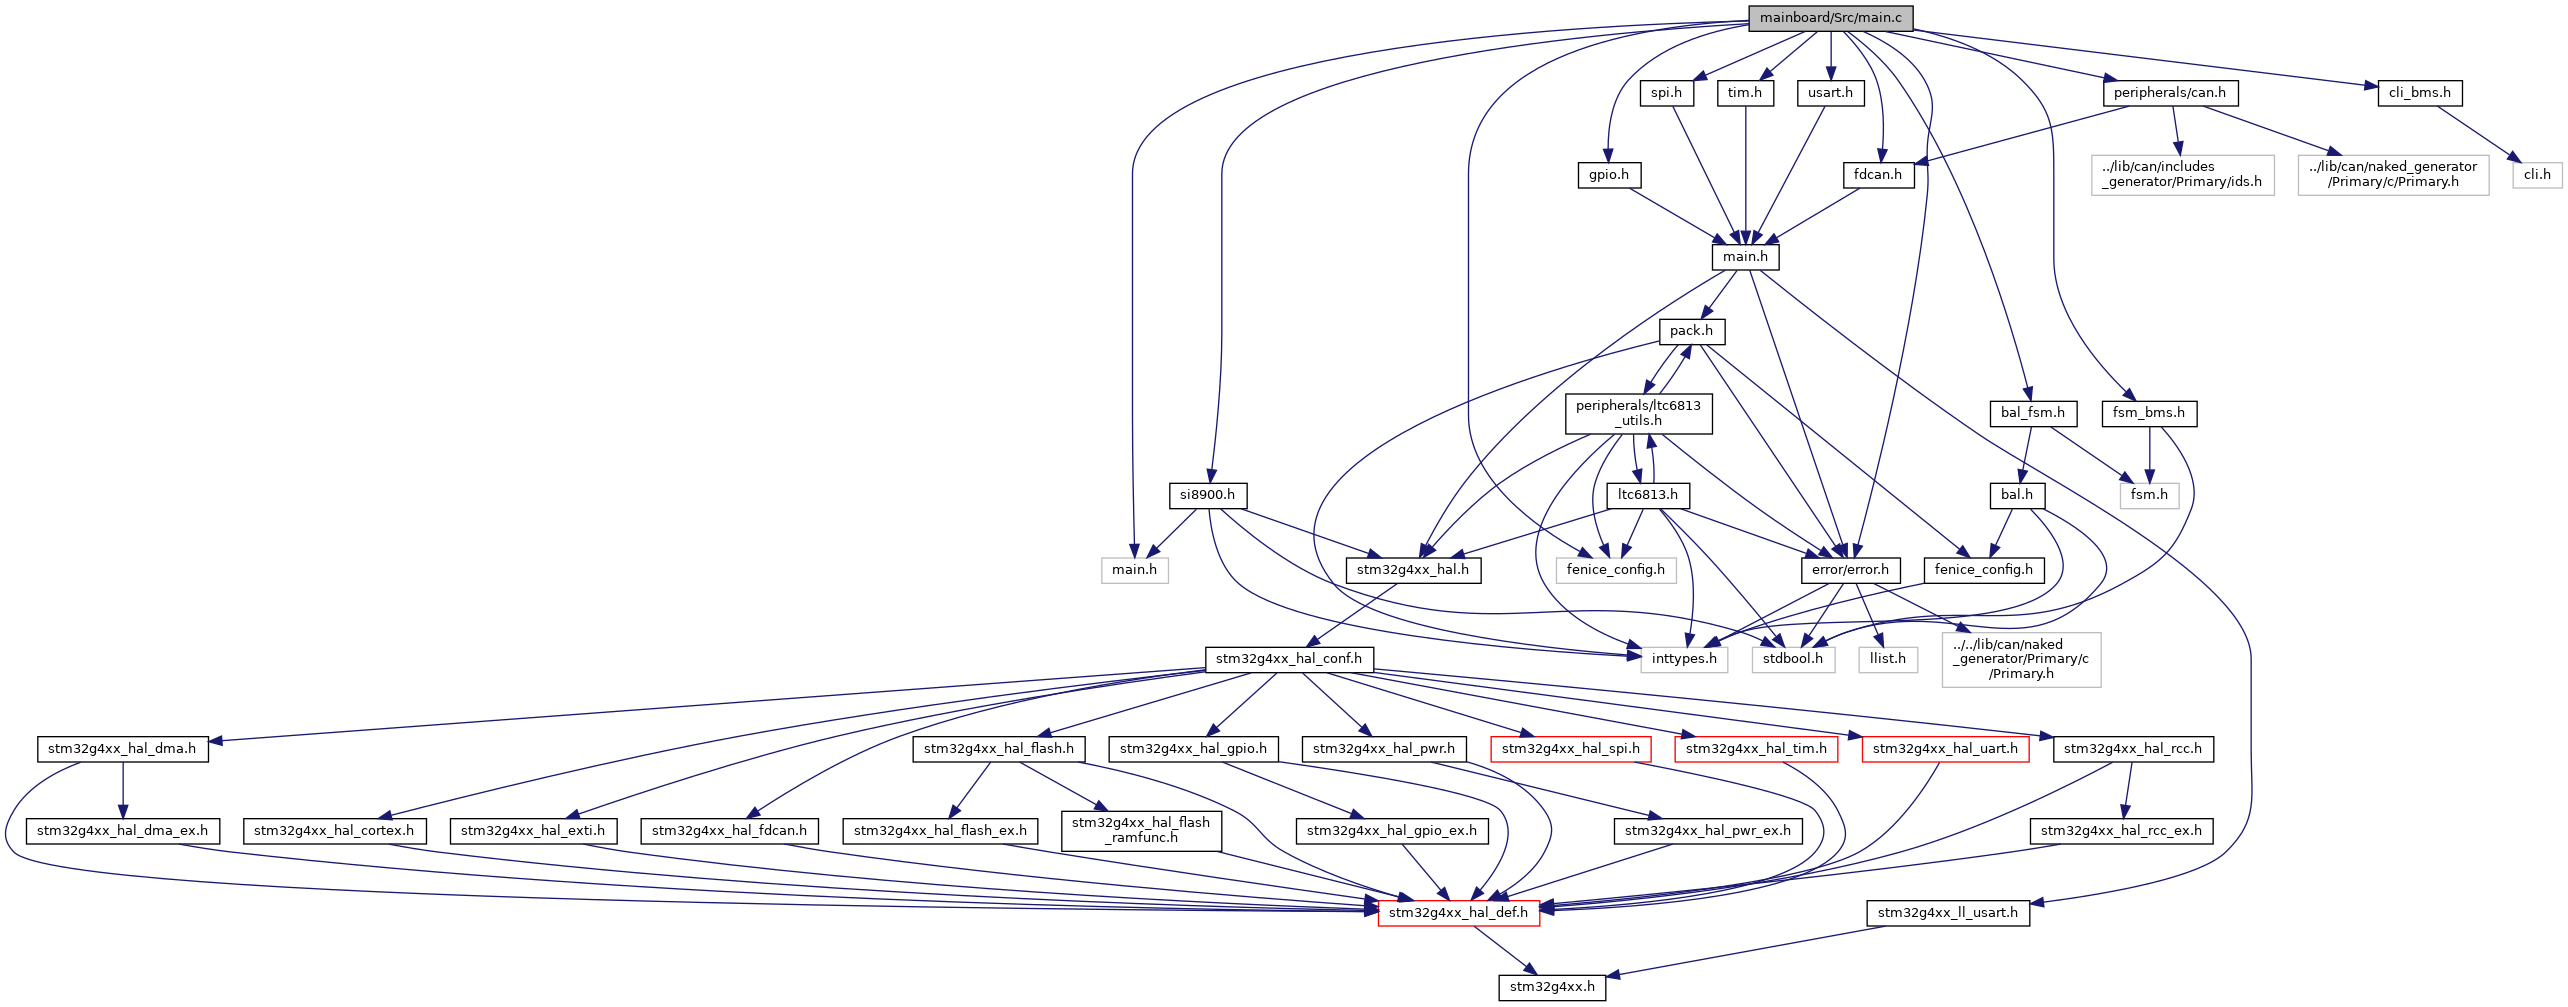 mainboard/Src/main.c
spi.h
tim.h
usart.h
peripherals/can.h
cli_bms.h
gpio.h
fdcan.h
../lib/can/includes
_generator/Primary/ids.h
../lib/can/naked_generator
/Primary/c/Primary.h
cli.h
main.h
pack.h
peripherals/ltc6813
_utils.h
bal_fsm.h
fsm_bms.h
si8900.h
ltc6813.h
bal.h
fsm.h
main.h
stm32g4xx_hal.h
fenice_config.h
error/error.h
fenice_config.h
stm32g4xx_hal_conf.h
inttypes.h
stdbool.h
llist.h
../../lib/can/naked
_generator/Primary/c
/Primary.h
stm32g4xx_hal_dma.h
stm32g4xx_hal_flash.h
stm32g4xx_hal_gpio.h
stm32g4xx_hal_pwr.h
stm32g4xx_hal_spi.h
stm32g4xx_hal_tim.h
stm32g4xx_hal_uart.h
stm32g4xx_hal_rcc.h
stm32g4xx_hal_dma_ex.h
stm32g4xx_hal_cortex.h
stm32g4xx_hal_exti.h
stm32g4xx_hal_fdcan.h
stm32g4xx_hal_flash_ex.h
stm32g4xx_hal_flash
_ramfunc.h
stm32g4xx_hal_gpio_ex.h
stm32g4xx_hal_pwr_ex.h
stm32g4xx_hal_rcc_ex.h
stm32g4xx_hal_def.h
stm32g4xx_ll_usart.h
stm32g4xx.h